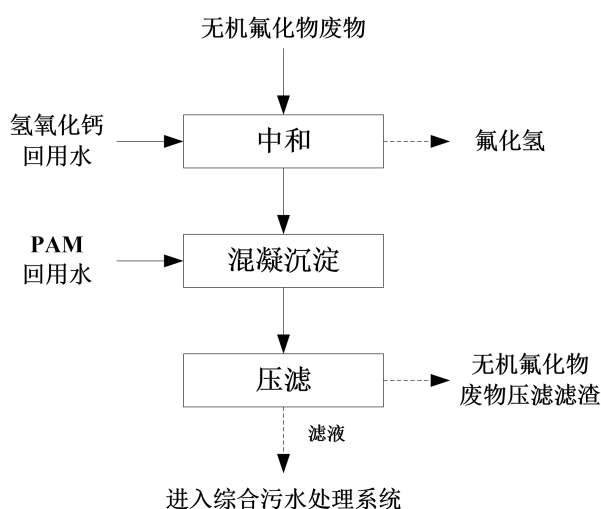 无机氟化物废物
氢氧化钙
回用水
中和
氟化氢
PAM
回用水
混凝沉淀
压滤
无机氟化物
废物压滤滤渣
滤液
进入综合污水处理系统